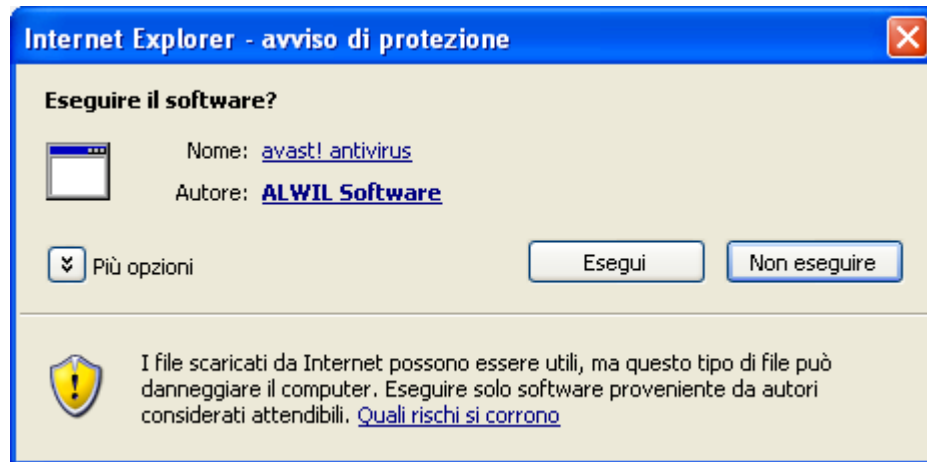 Internet Explorer - avviso di protezione
Eseguire il software?
Nome: avast! antivirus
Autore: ALWIL Software
Più opzioni
Esegui
Non eseguire
I file scaricati da Internet possono essere utili, ma questo tipo di file può
danneggiare il computer. Eseguire solo software proveniente da autori
considerati attendibili. Quali rischi si corrono